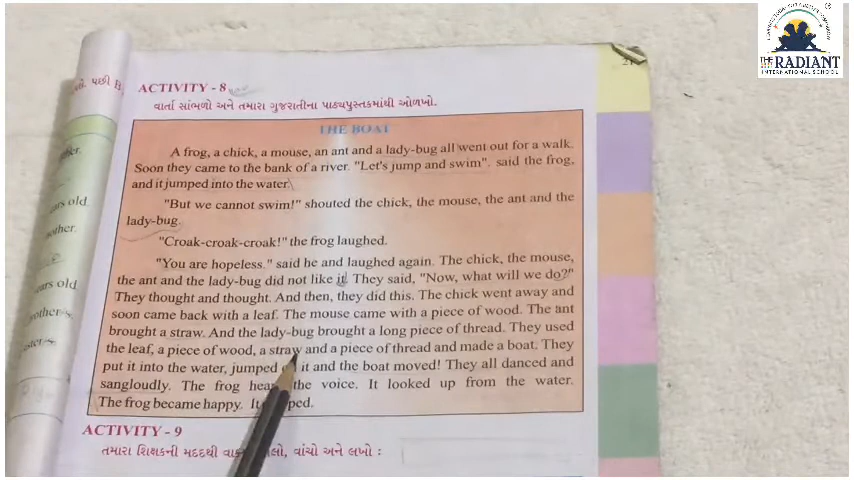 THE RADIANT
INTERNATIONAL SCHOOL
21
છે. પછી
ACTIVITY - 8
વાર્તા સાંભળો અને તમારા ગુજરાતીના પાઠ્યપુસ્તકમાંથી ઓળખો.
THE BOAT
A frog, a chick, a mouse, an ant and a lady-bug all went out for a walk.
Soon they came to the bank of a river. "Let's jump and swim". said the frog,
and it jumped into the water.
"But we cannot swim!" shouted the chick, the mouse, the ant and the
lady-bug.
"Croak-croak-croak!" the frog laughed.
"You are hopeless." said he and laughed again. The chick, the mouse,
the ant and the lady-bug did not like it. They said, "Now, what will we do?"
They thought and thought. And then, they did this. The chick went away and
soon came back with a leaf. The mouse came with a piece of wood. The ant
brought a straw. And the lady-bug brought a long piece of thread. They used
the leaf, a piece of wood, a straw and a piece of thread and made a boat. They
put it into the water, jumped it and the boat moved! They all danced and
sangloudly. The frog the voice. It looked up from the water.
The frog became happy. It
ACTIVITY - 9
તમારા શિક્ષકની મદદથી વાંચો અને લખો :
ears old
ears old